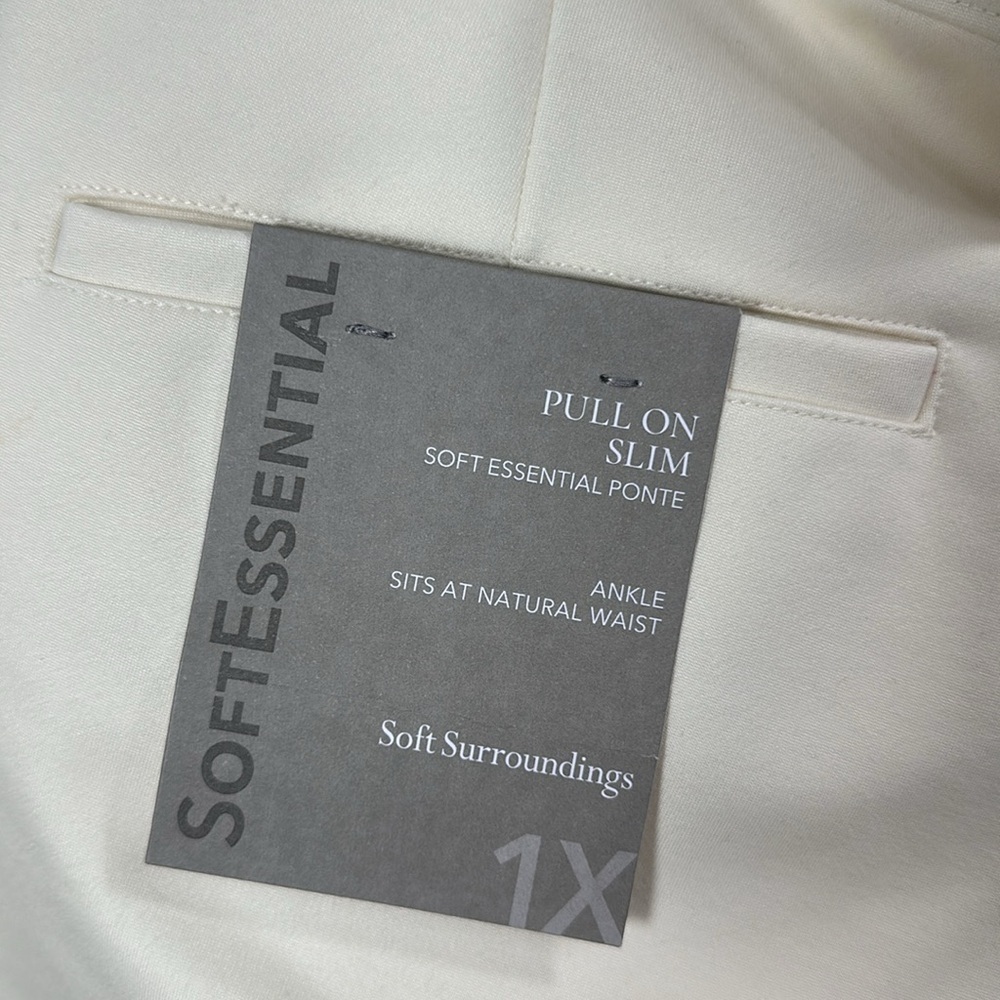 SOFTESSENTIAL
PULL ON
SLIM
SOFT ESSENTIAL PONTE
ANKLE
SITS AT NATURAL WAIST
Soft Surroundings
1X